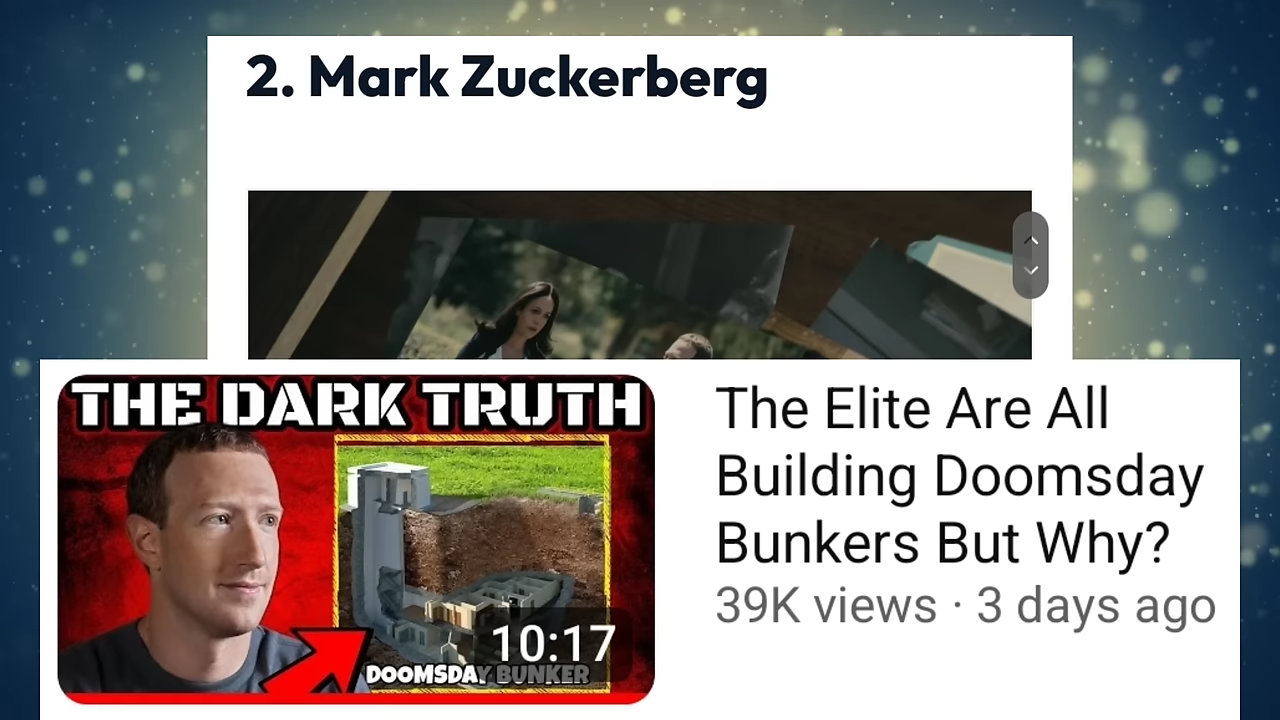 2. Mark Zuckerberg
THE DARK TRUTH
10:17
DOOMSDAY BUNKER
The Elite Are All
Building Doomsday
Bunkers But Why?
39K views · 3 days ago